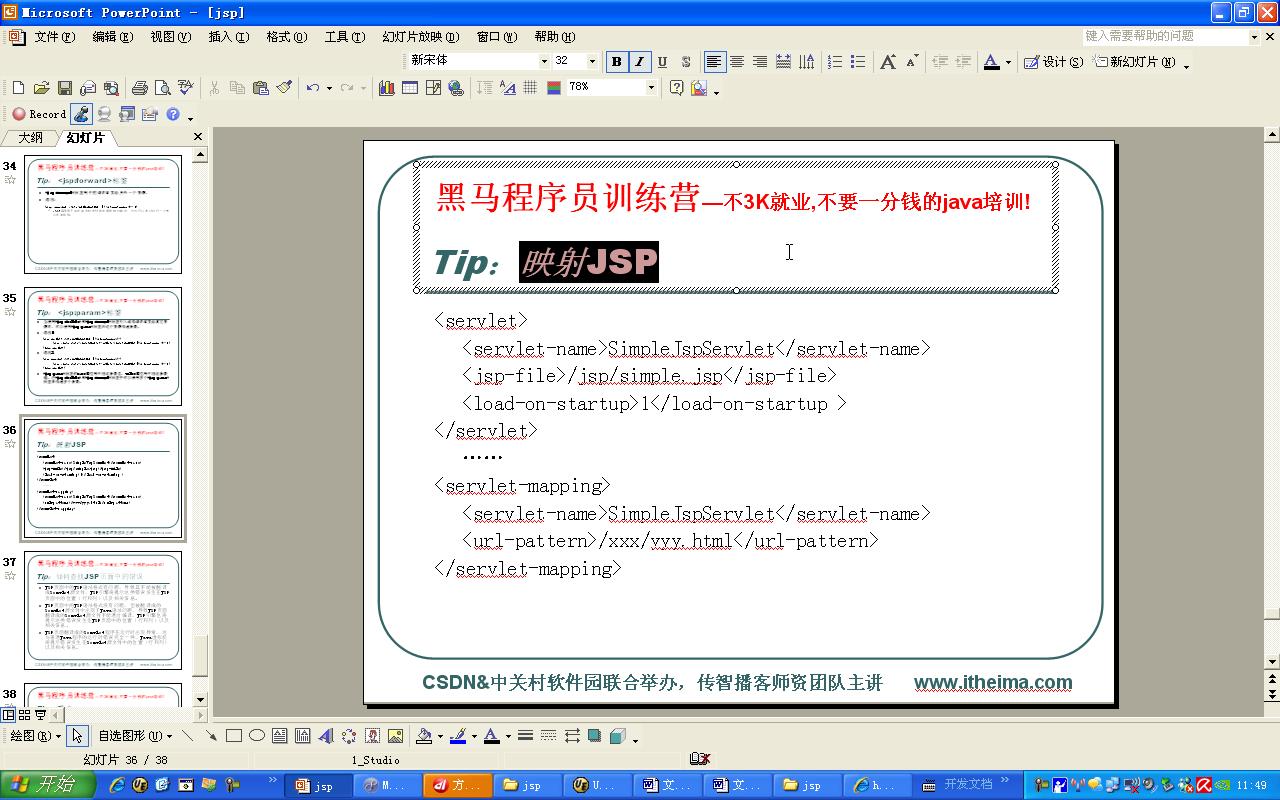 Microsoft PowerPoint - [jsp]
文件(F) 编辑(E) 视图(V) 插入(I) 格式(O) 工具(T) 幻灯片放映(D) 窗口(W) 帮助(H) 键入需要帮助的问题
新宋体 32 B I U S A A A 设计(S) 新幻灯片(N)
78%
Record
大纲 幻灯片
34
Tip: <jsp:forward>标签
35
Tip: <jsp:param>标签
36
Tip: 映射JSP
37
Tip: 如何查找JSP页面中的错误
38
黑马程序员训练营—不3K就业,不要一分钱的java培训!
Tip: 映射JSP
<servlet>
<servlet-name>SimpleJspServlet</servlet-name>
<jsp-file>/jsp/simple.jsp</jsp-file>
<load-on-startup>1</load-on-startup >
</servlet>
……
<servlet-mapping>
<servlet-name>SimpleJspServlet</servlet-name>
<url-pattern>/xxx/yyy.html</url-pattern>
</servlet-mapping>
CSDN&中关村软件园联合举办，传智播客师资团队主讲 www.itheima.com
绘图(R) 自选图形(U)
幻灯片 36 / 38 1_Studio
开始 jsp M... 方... jsp U... 文... 文... jsp h... 开发文档 11:49